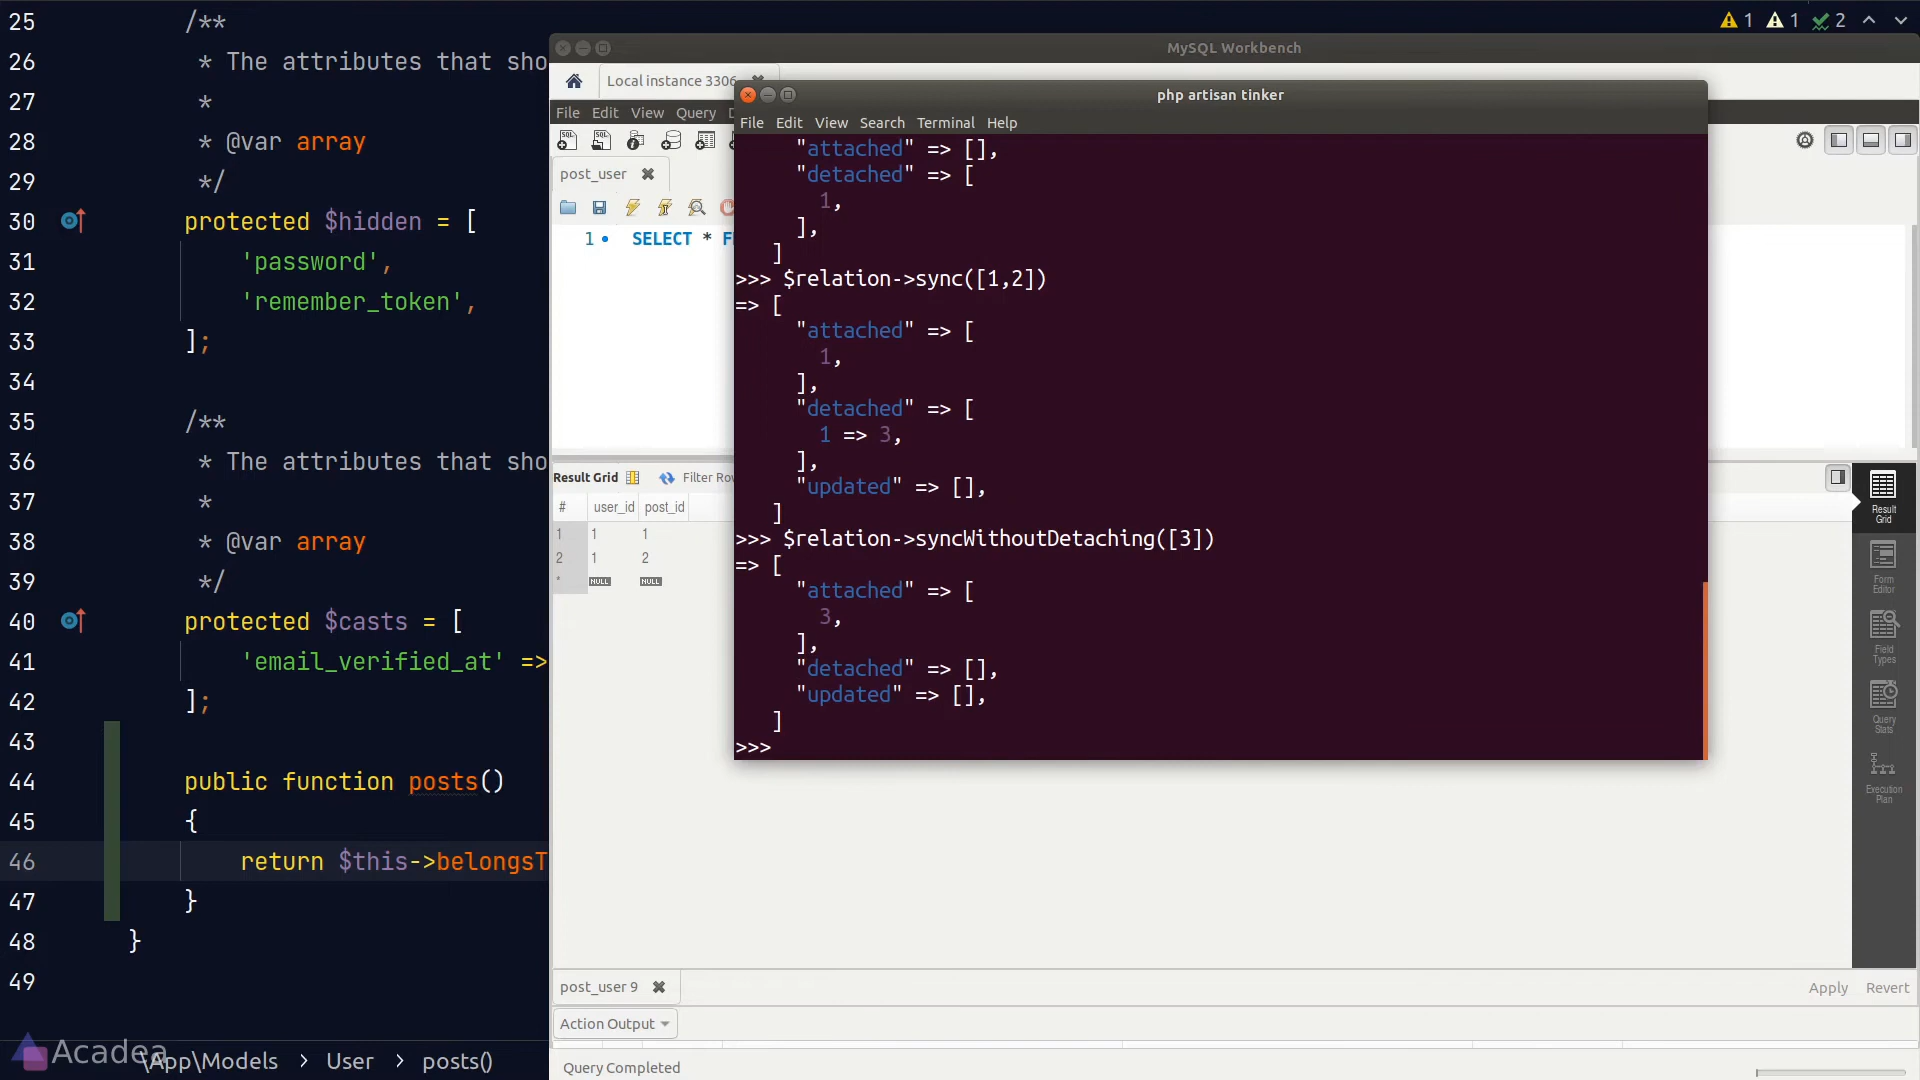 25 /**
26 * The attributes that sho
27 *
28 * @var array
29 */
30 protected $hidden = [
31 'password',
32 'remember_token',
33 ];
34
35 /**
36 * The attributes that sho
37 *
38 * @var array
39 */
40 protected $casts = [
41 'email_verified_at' =>
42 ];
43
44 public function posts()
45 {
46 return $this->belongsT
47 }
48 }
49
Acadea
\App\Models > User > posts()
1 1 2
MySQL Workbench
Local instance 3306
File Edit View Query
post_user
1 SELECT * F
Result Grid Filter Row
# user_id post_id
1 1 1
2 1 2
* NULL NULL
php artisan tinker
File Edit View Search Terminal Help
"attached" => [],
"detached" => [
1,
],
]
>>> $relation->sync([1,2])
=> [
"attached" => [
1,
],
"detached" => [
1 => 3,
],
"updated" => [],
]
>>> $relation->syncWithoutDetaching([3])
=> [
"attached" => [
3,
],
"detached" => [],
"updated" => [],
]
>>>
Result
Grid
Form
Editor
Field
Types
Query
Stats
Execution
Plan
post_user 9
Apply Revert
Action Output
Query Completed